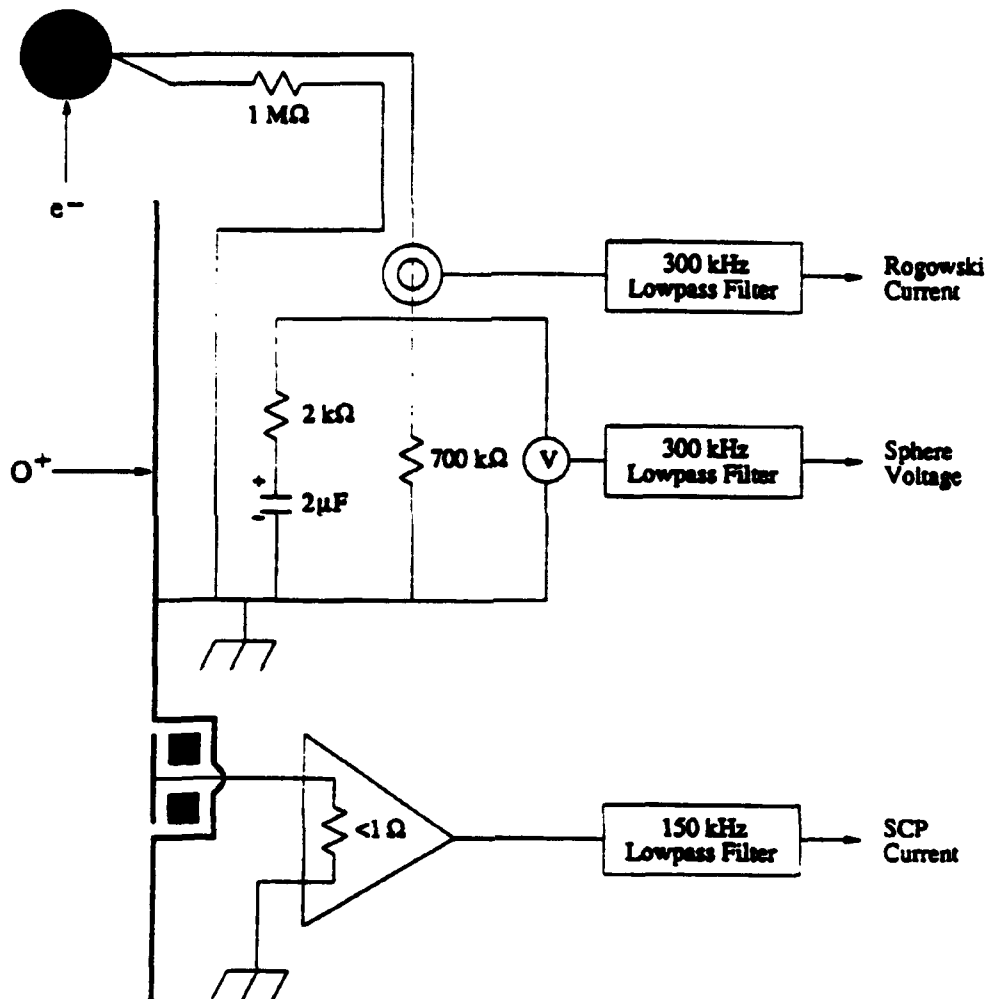 1 MΩ
e−
300 kHz
Lowpass Filter
Rogowski
Current
2 kΩ
O+
700 kΩ
V
300 kHz
Lowpass Filter
Sphere
Voltage
+
2μF
-
<1 Ω
150 kHz
Lowpass Filter
SCP
Current